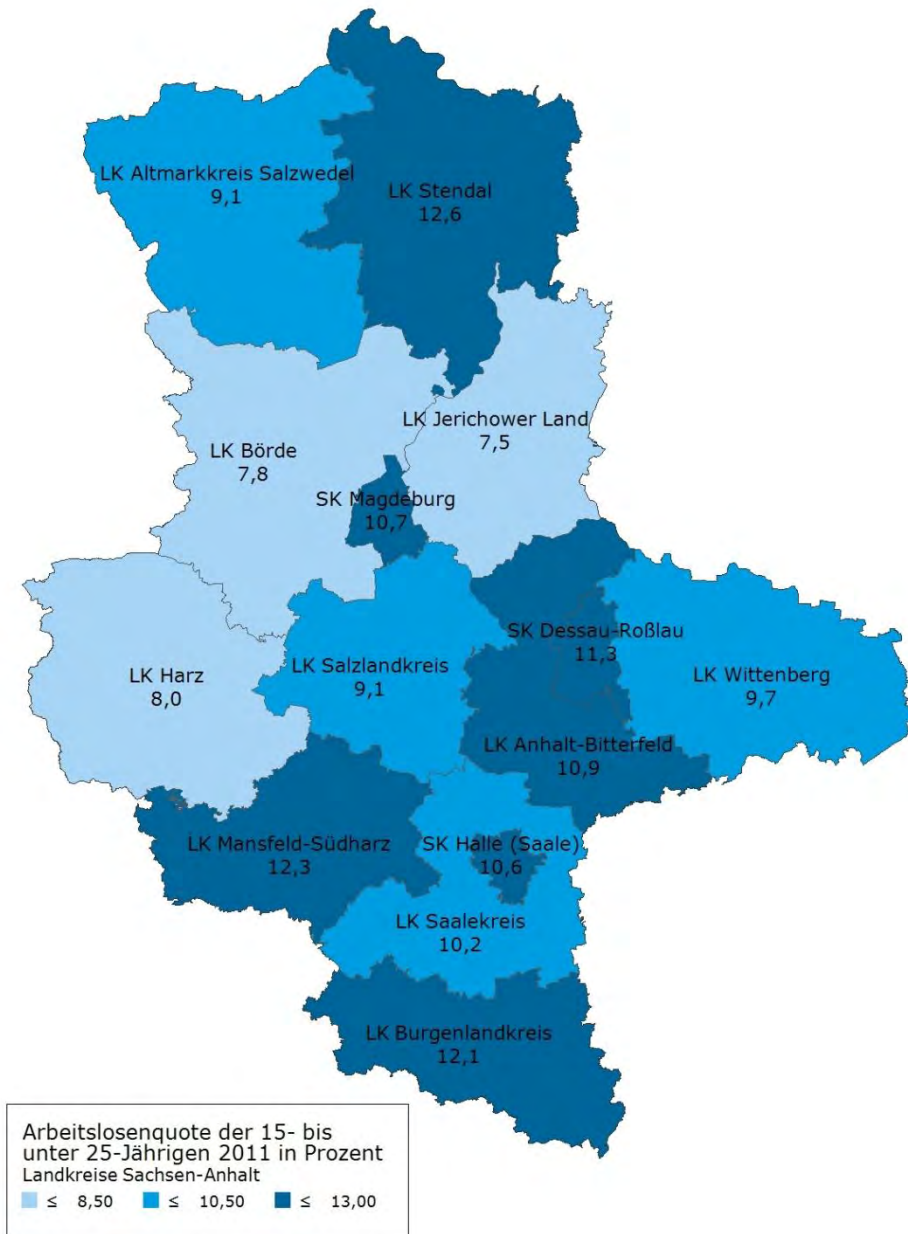 LK Altmarkkreis Salzwedel
9,1
LK Stendal
12,6
LK Jerichower Land
7,5
LK Börde
7,8
SK Magdeburg
10,7
SK Dessau-Roßlau
11,3
LK Harz
8,0
LK Salzlandkreis
9,1
LK Wittenberg
9,7
LK Anhalt-Bitterfeld
10,9
LK Mansfeld-Südharz
12,3
SK Halle (Saale)
10,6
LK Saalekreis
10,2
LK Burgenlandkreis
12,1
Arbeitslosenquote der 15- bis
unter 25-Jährigen 2011 in Prozent
Landkreise Sachsen-Anhalt
≤ 8,50 ≤ 10,50 ≤ 13,00